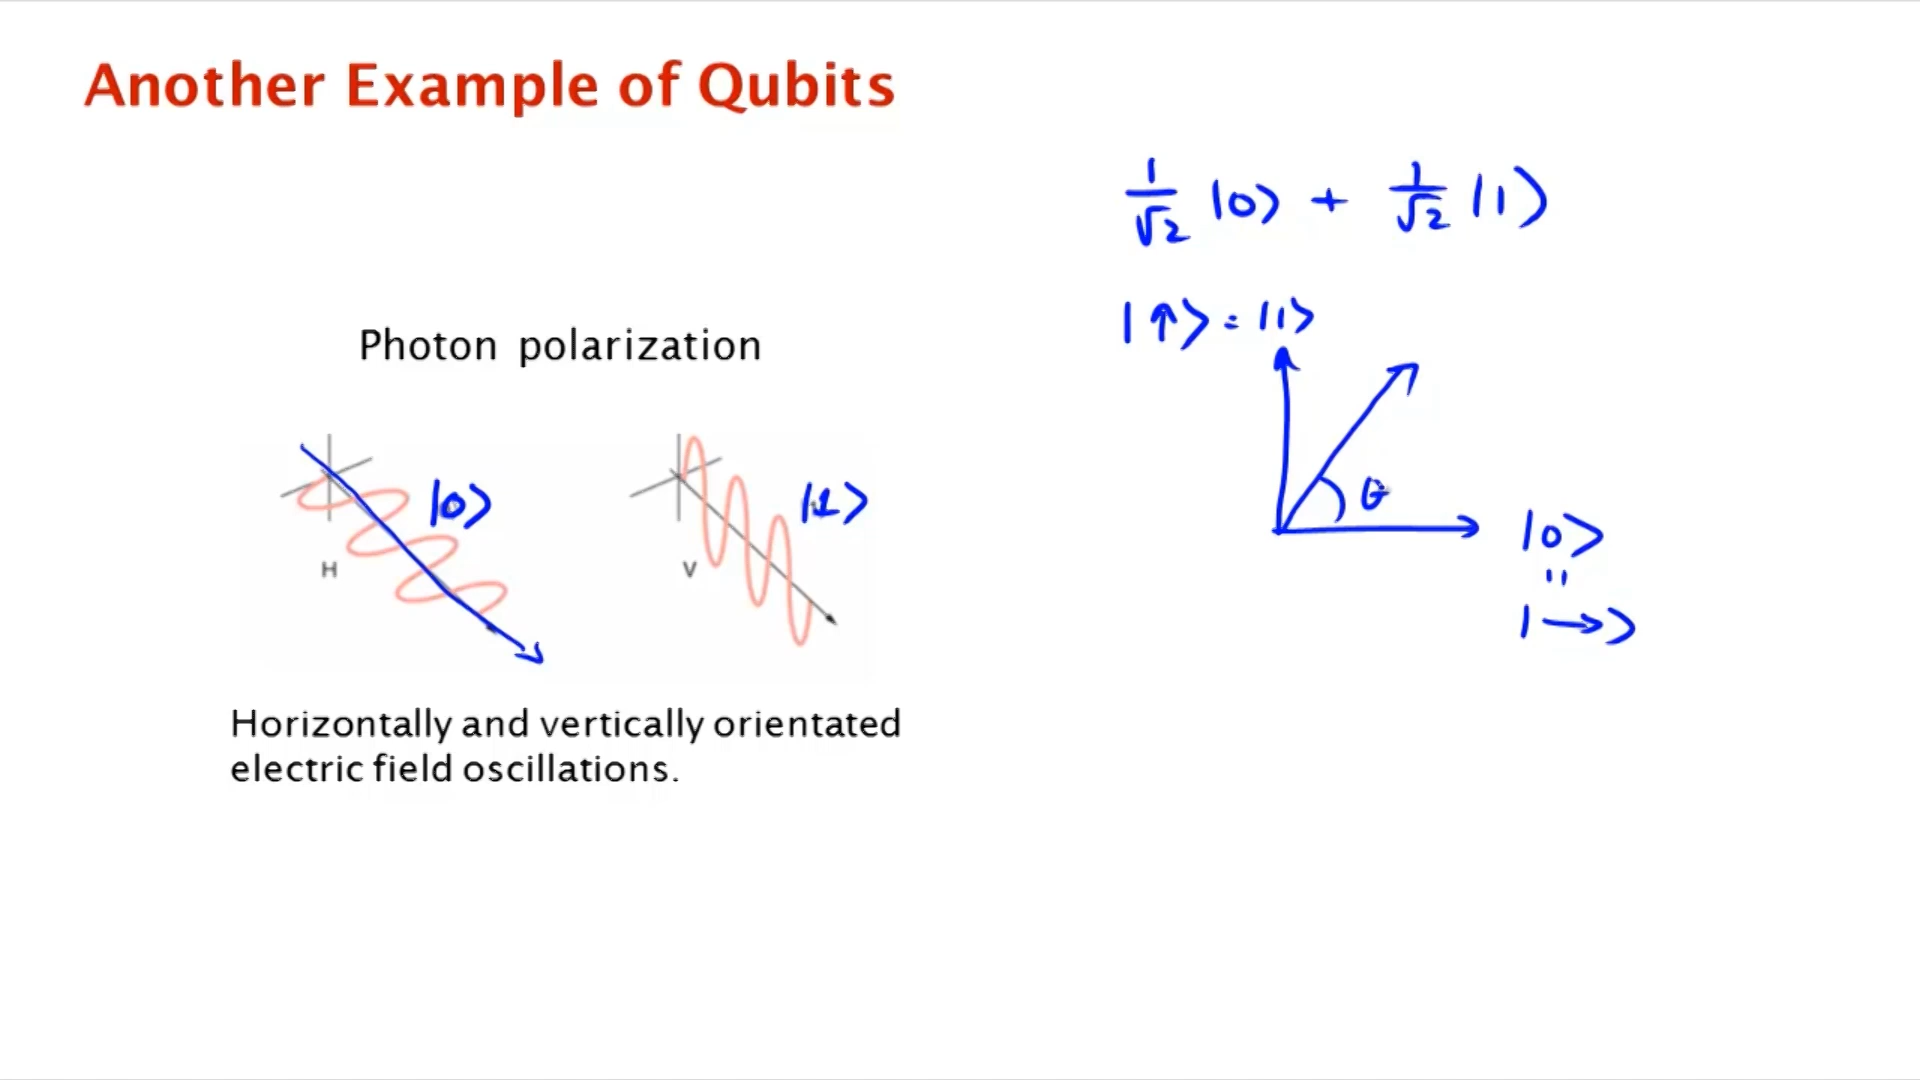 Another Example of Qubits
1/√2 |0⟩ + 1/√2 |1⟩
|↑⟩ = |1⟩
Photon polarization
|0⟩
|1⟩
θ
H
V
|0⟩
"
|→⟩
Horizontally and vertically orientated
electric field oscillations.